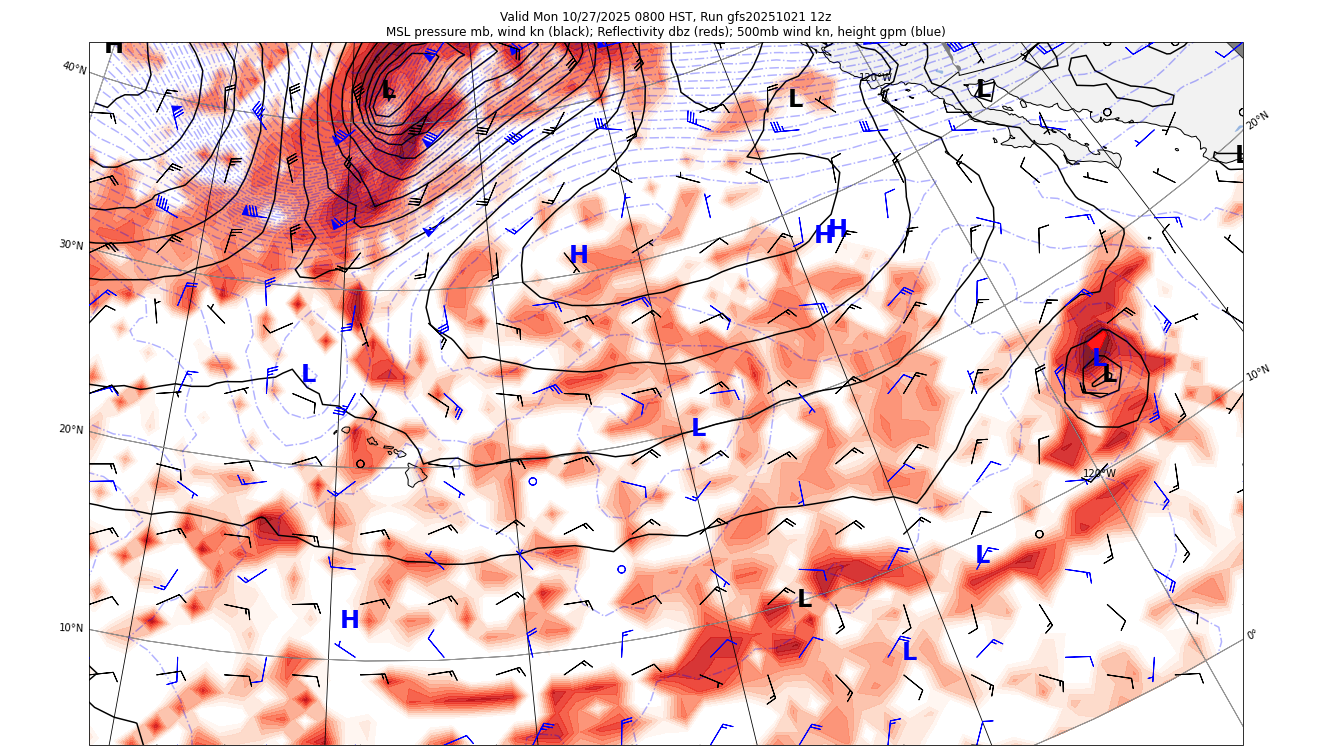 Valid Mon 10/27/2025 0800 HST, Run gfs20251021 12z
MSL pressure mb, wind kn (black); Reflectivity dbz (reds); 500mb wind kn, height gpm (blue)
H
40°N
L
L
120°W
L
20°N
L
30°N
H
H
H
L
L
L
10°N
L
20°N
120°W
L
L
H
10°N
L
0°